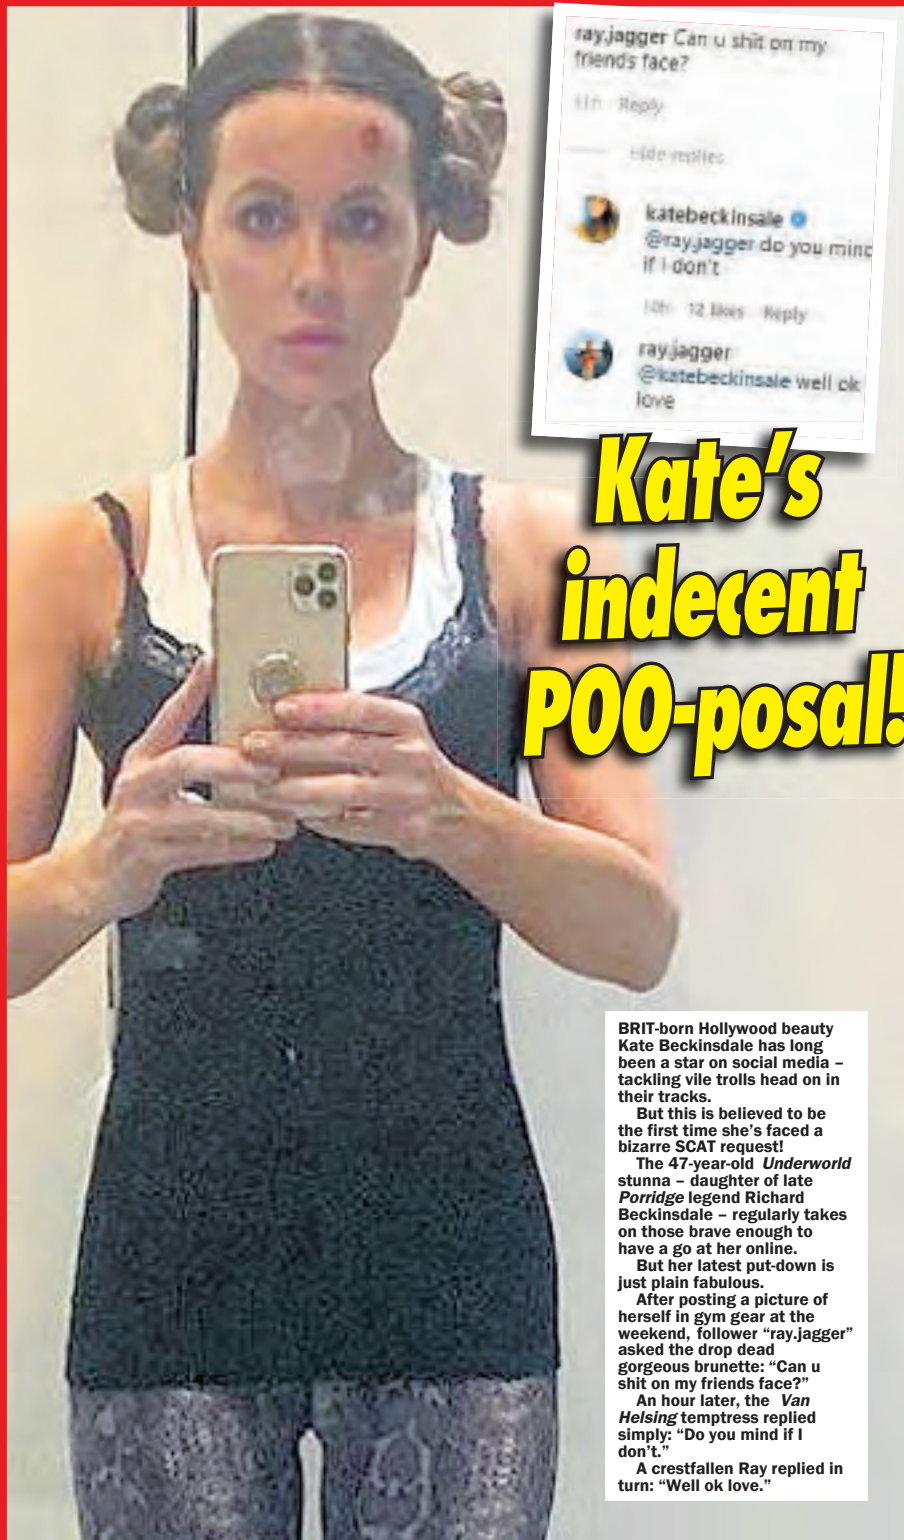 ray.jagger Can u shit on my
friends face?
11h Reply
Hide replies
katebeckinsale
@ray.jagger do you mind
if I don't
10h 12 likes Reply
ray.jagger
@katebeckinsale well ok
love
Kate's
indecent
POO-posal!
BRIT-born Hollywood beauty
Kate Beckinsdale has long
been a star on social media –
tackling vile trolls head on in
their tracks.
But this is believed to be
the first time she's faced a
bizarre SCAT request!
The 47-year-old Underworld
stunna – daughter of late
Porridge legend Richard
Beckinsdale – regularly takes
on those brave enough to
have a go at her online.
But her latest put-down is
just plain fabulous.
After posting a picture of
herself in gym gear at the
weekend, follower “ray.jagger”
asked the drop dead
gorgeous brunette: “Can u
shit on my friends face?”
An hour later, the Van
Helsing temptress replied
simply: “Do you mind if I
don't.”
A crestfallen Ray replied in
turn: “Well ok love.”